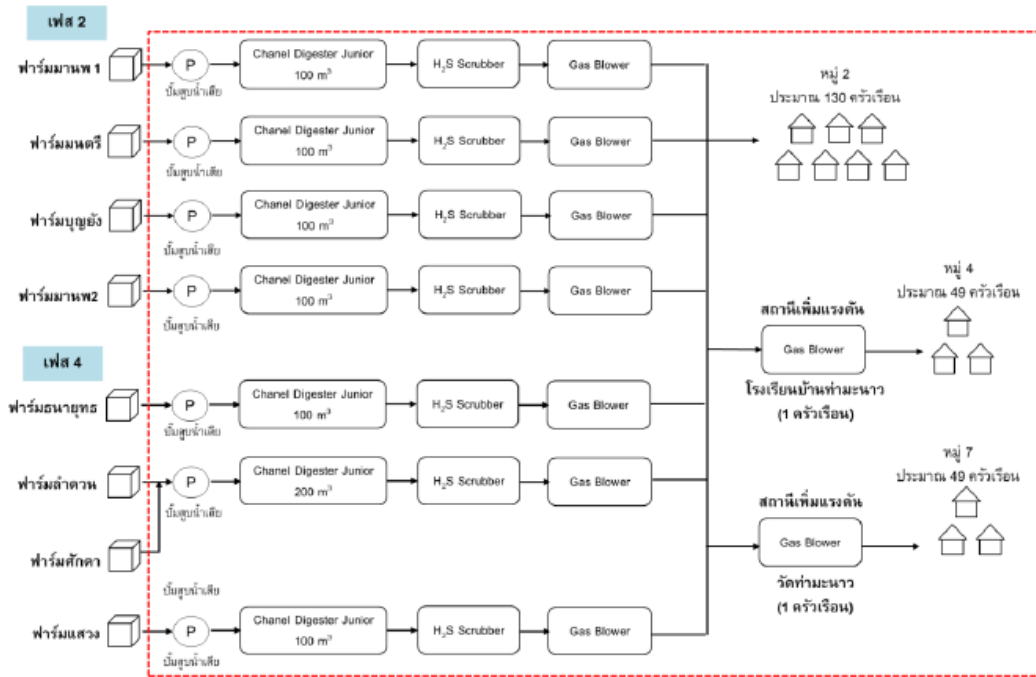 เฟส 2
ฟาร์มมานพ 1
P
ปั๊มสูบน้ำเสีย
Chanel Digester Junior
100 m³
H₂S Scrubber
Gas Blower
ฟาร์มมนตรี
P
ปั๊มสูบน้ำเสีย
Chanel Digester Junior
100 m³
H₂S Scrubber
Gas Blower
ฟาร์มบุญยัง
P
ปั๊มสูบน้ำเสีย
Chanel Digester Junior
100 m³
H₂S Scrubber
Gas Blower
ฟาร์มมานพ2
P
ปั๊มสูบน้ำเสีย
Chanel Digester Junior
100 m³
H₂S Scrubber
Gas Blower
เฟส 4
ฟาร์มธนายุทธ
P
ปั๊มสูบน้ำเสีย
Chanel Digester Junior
100 m³
H₂S Scrubber
Gas Blower
ฟาร์มลำดวน
P
ปั๊มสูบน้ำเสีย
Chanel Digester Junior
200 m³
H₂S Scrubber
Gas Blower
ฟาร์มศักดา
ปั๊มสูบน้ำเสีย
ฟาร์มแสวง
P
ปั๊มสูบน้ำเสีย
Chanel Digester Junior
100 m³
H₂S Scrubber
Gas Blower
หมู่ 2
ประมาณ 130 ครัวเรือน
สถานีเพิ่มแรงดัน
Gas Blower
โรงเรียนบ้านท่ามะนาว
(1 ครัวเรือน)
หมู่ 4
ประมาณ 49 ครัวเรือน
สถานีเพิ่มแรงดัน
Gas Blower
วัดท่ามะนาว
(1 ครัวเรือน)
หมู่ 7
ประมาณ 49 ครัวเรือน